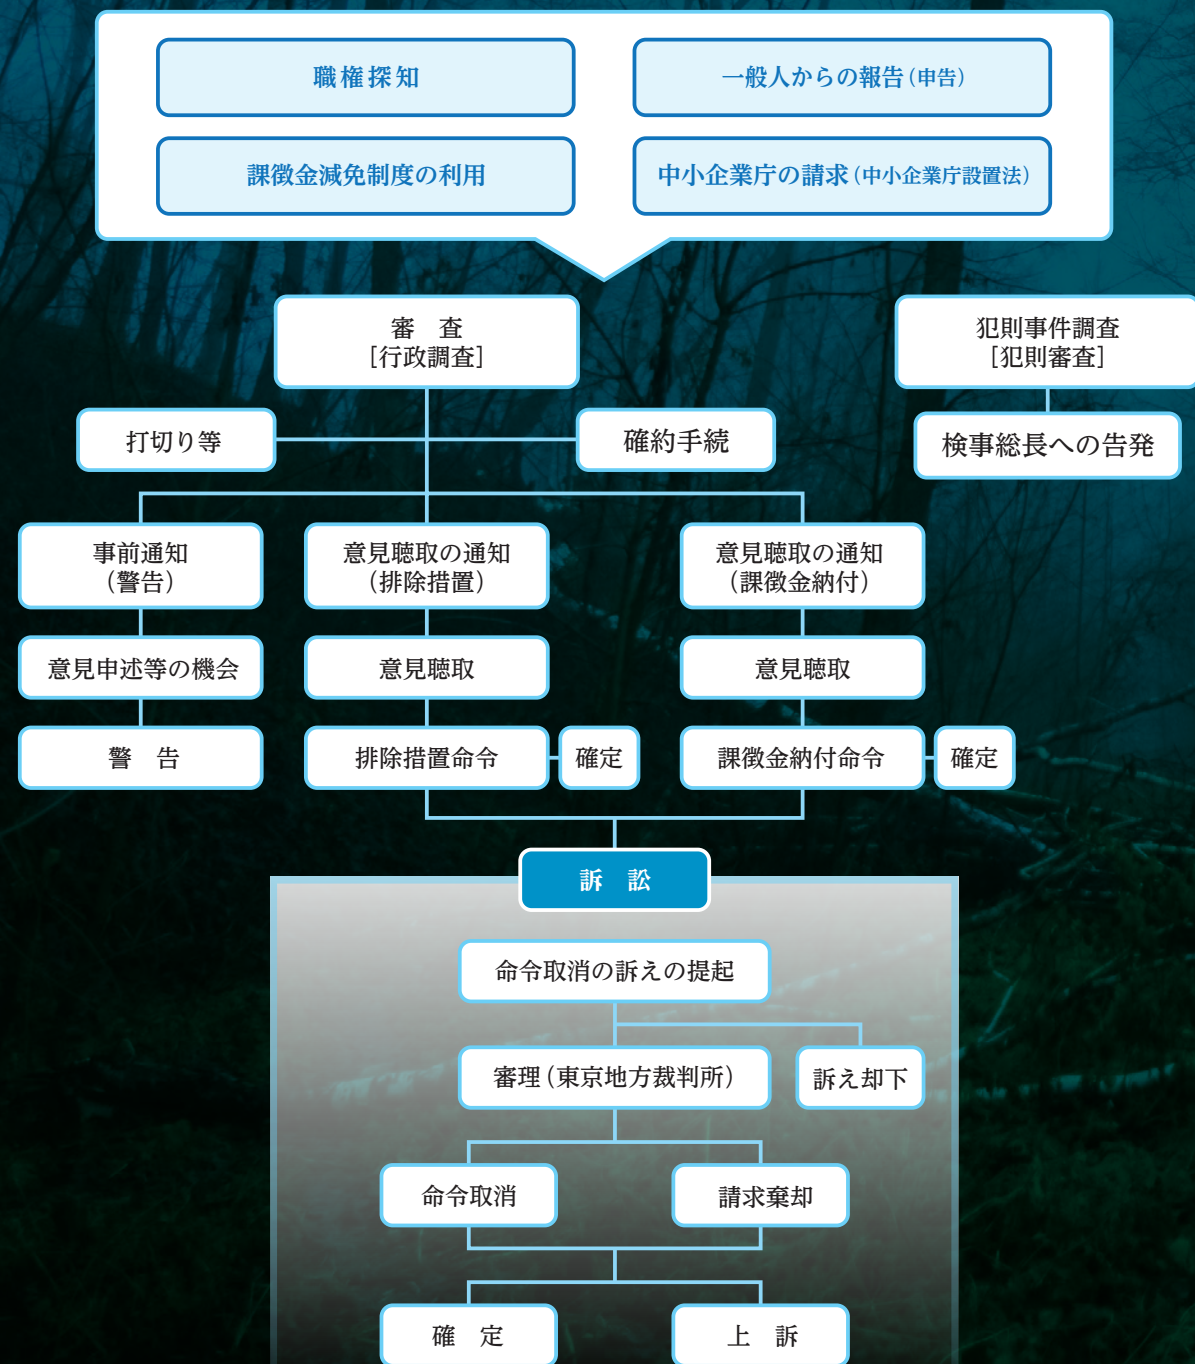 職権探知
一般人からの報告(申告)
課徴金減免制度の利用
中小企業庁の請求(中小企業庁設置法)
審　査
[行政調査]
犯則事件調査
[犯則審査]
打切り等
確約手続
検事総長への告発
事前通知
(警告)
意見聴取の通知
(排除措置)
意見聴取の通知
(課徴金納付)
意見申述等の機会
意見聴取
意見聴取
警　告
排除措置命令
確定
課徴金納付命令
確定
訴　訟
命令取消の訴えの提起
審理(東京地方裁判所)
訴え却下
命令取消
請求棄却
確　定
上　訴